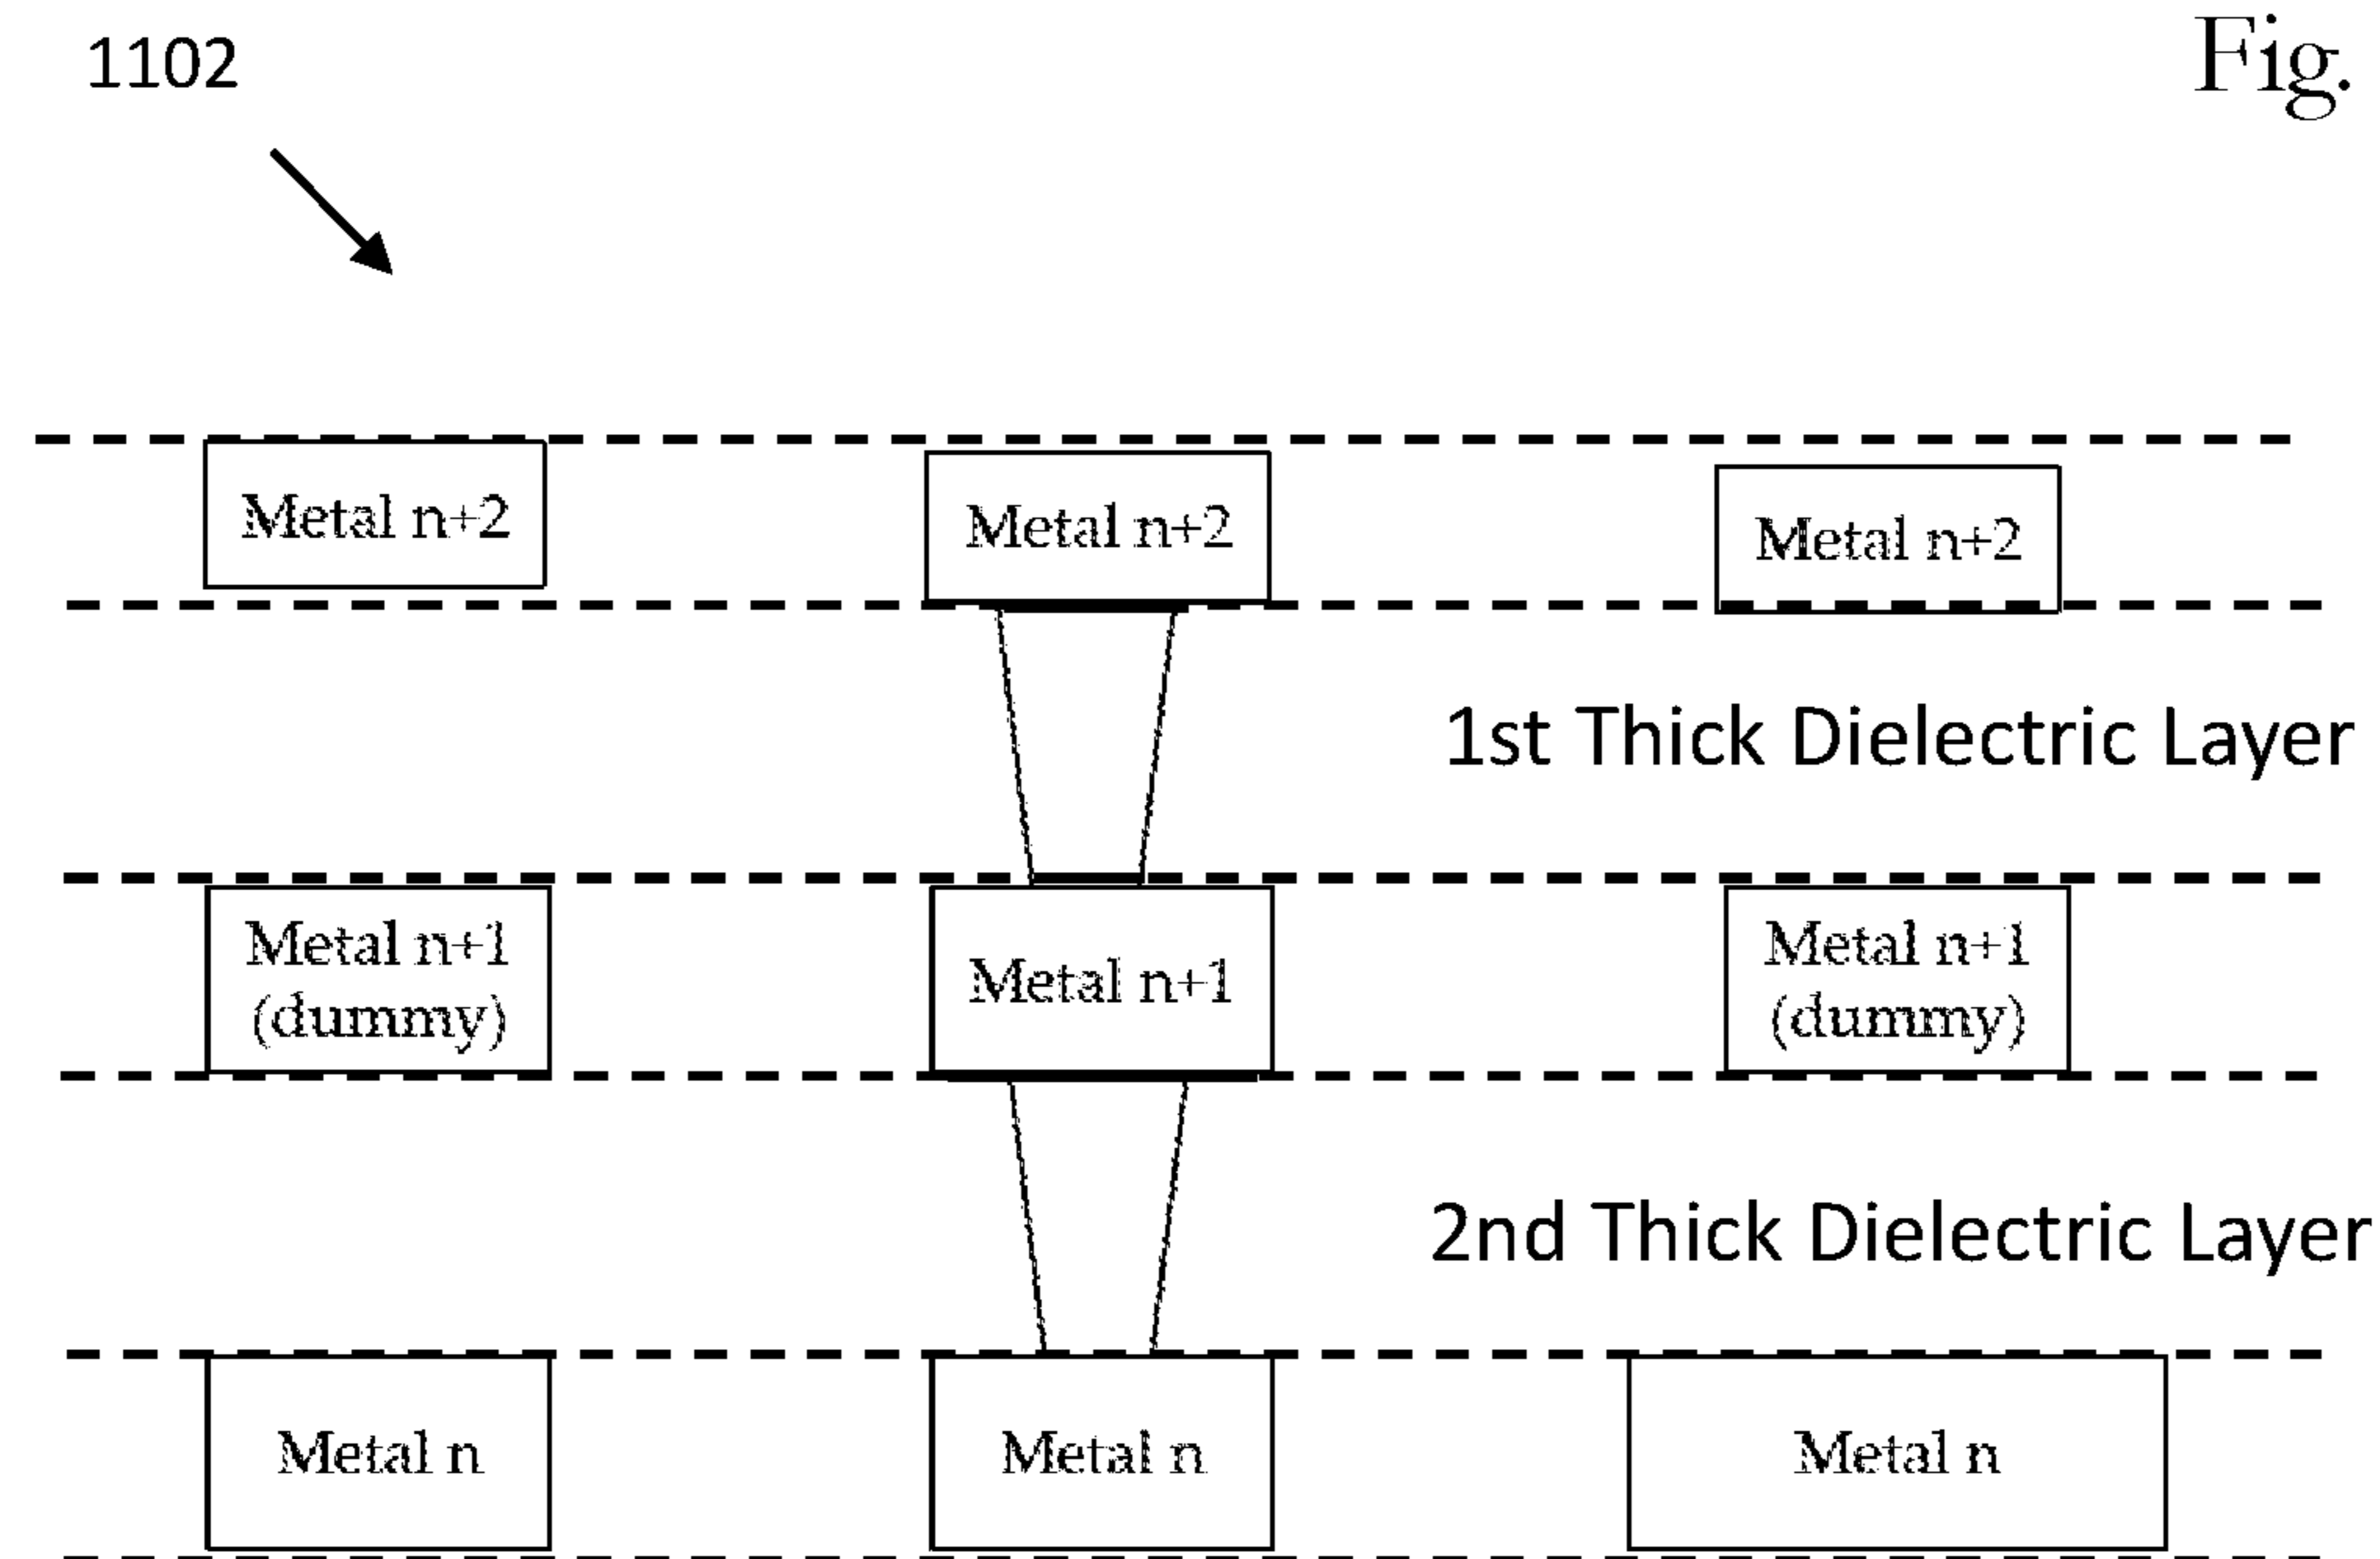 1102
Fig.
Metal n+2
Metal n+2
Metal n+2
1st Thick Dielectric Layer
Metal n+1
(dummy)
Metal n+1
Metal n+1
(dummy)
2nd Thick Dielectric Layer
Metal n
Metal n
Metal n